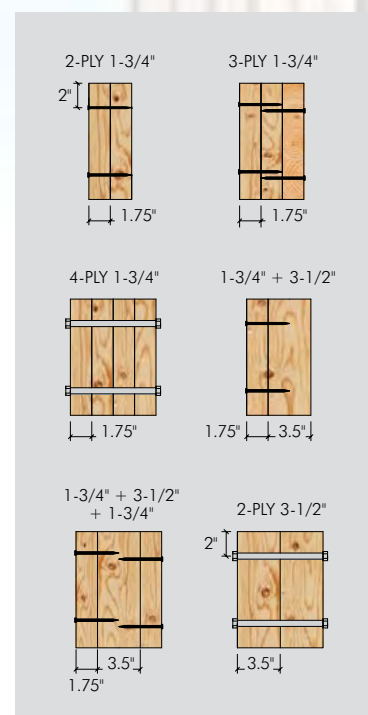 2-PLY 1-3/4"
3-PLY 1-3/4"
2"
1.75"
1.75"
4-PLY 1-3/4"
1-3/4" + 3-1/2"
1.75"
1.75"
3.5"
1-3/4" + 3-1/2"
+ 1-3/4"
2-PLY 3-1/2"
2"
3.5"
1.75"
3.5"